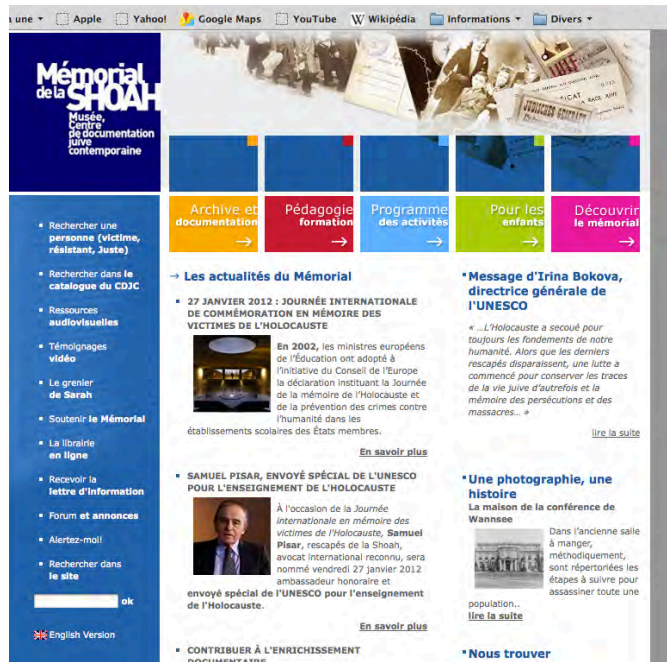 a une ▾ Apple Yahoo! Google Maps YouTube W Wikipédia Informations ▾ Divers ▾
Mémorial
de la SHOAH
Musée,
Centre
de documentation
juive
contemporaine
JUDISCHES
Archive et
documentation
→
Pédagogie
formation
→
Programme
des activités
→
Pour les
enfants
→
Découvrir
le mémorial
→
▪ Rechercher une
personne (victime,
résistant, Juste)
▪ Rechercher dans le
catalogue du CDJC
▪ Ressources
audiovisuelles
▪ Témoignages
vidéo
▪ Le grenier
de Sarah
▪ Soutenir le Mémorial
▪ La librairie
en ligne
▪ Recevoir la
lettre d'information
▪ Forum et annonces
▪ Alertez-moi!
▪ Rechercher dans
le site
ok
English Version
→ Les actualités du Mémorial
▪ 27 JANVIER 2012 : JOURNÉE INTERNATIONALE
DE COMMÉMORATION EN MÉMOIRE DES
VICTIMES DE L'HOLOCAUSTE
En 2002, les ministres européens
de l'Éducation ont adopté à
l'initiative du Conseil de l'Europe
la déclaration instituant la Journée
de la mémoire de l'Holocauste et
de la prévention des crimes contre
l'humanité dans les
établissements scolaires des États membres.
En savoir plus
▪ SAMUEL PISAR, ENVOYÉ SPÉCIAL DE L'UNESCO
POUR L'ENSEIGNEMENT DE L'HOLOCAUSTE
À l'occasion de la Journée
internationale en mémoire des
victimes de l'Holocauste, Samuel
Pisar, rescapés de la Shoah,
avocat international reconnu, sera
nommé vendredi 27 janvier 2012
ambassadeur honoraire et
envoyé spécial de l'UNESCO pour l'enseignement
de l'Holocauste.
En savoir plus
▪ CONTRIBUER À L'ENRICHISSEMENT
DOCUMENTAIRE
▪ Message d'Irina Bokova,
directrice générale de
l'UNESCO
« ...L'Holocauste a secoué pour
toujours les fondements de notre
humanité. Alors que les derniers
rescapés disparaissent, une lutte a
commencé pour conserver les traces
de la vie juive d'autrefois et la
mémoire des persécutions et des
massacres... »
lire la suite
▪ Une photographie, une
histoire
La maison de la conférence de
Wannsee
Dans l'ancienne salle
à manger,
méthodiquement,
sont répertoriées les
étapes à suivre pour
assassiner toute une
population..
lire la suite
▪ Nous trouver